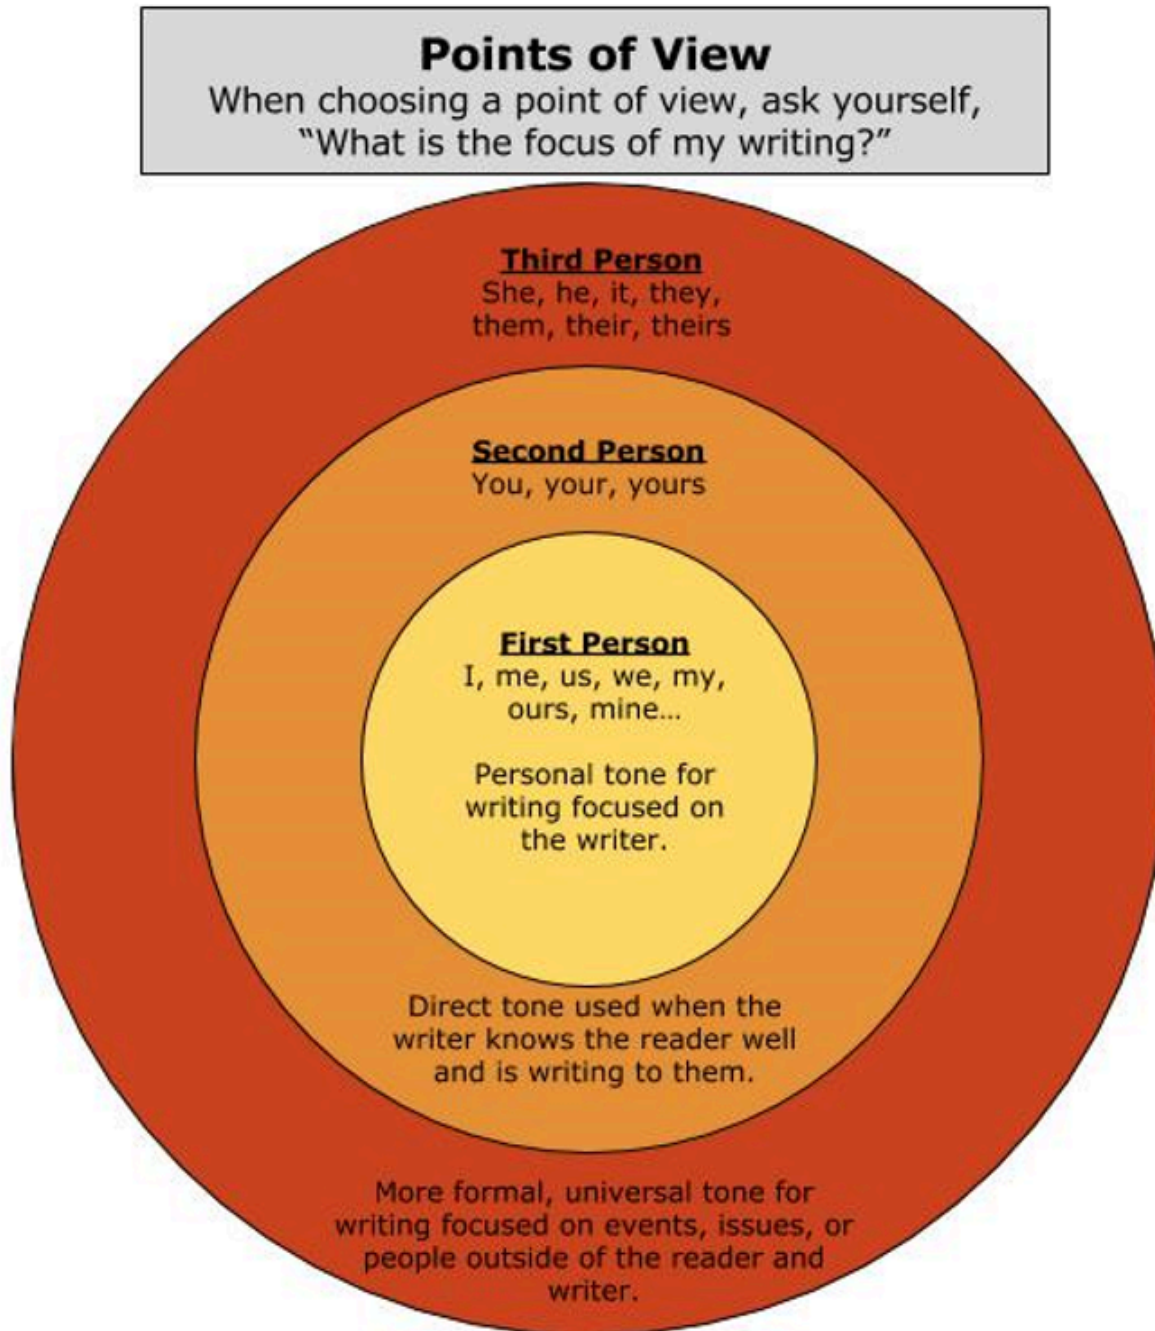 Points of View
When choosing a point of view, ask yourself,
“What is the focus of my writing?”
Third Person
She, he, it, they,
them, their, theirs
Second Person
You, your, yours
First Person
I, me, us, we, my,
ours, mine…
Personal tone for
writing focused on
the writer.
Direct tone used when the
writer knows the reader well
and is writing to them.
More formal, universal tone for
writing focused on events, issues, or
people outside of the reader and
writer.